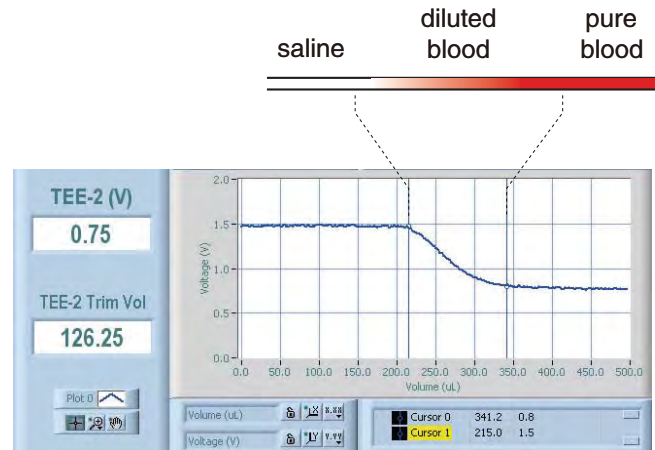 saline
diluted
blood
pure
blood
TEE-2 (V)
0.75
TEE-2 Trim Vol
126.25
Plot 0
Voltage (V)
2.0
1.5
1.0
0.5
0.0
0.0 50.0 100.0 150.0 200.0 250.0 300.0 350.0 400.0 450.0 500.0
Volume (uL)
Volume (uL)
X.XX
Voltage (V)
Y.YY
Cursor 0 341.2 0.8
Cursor 1 215.0 1.5